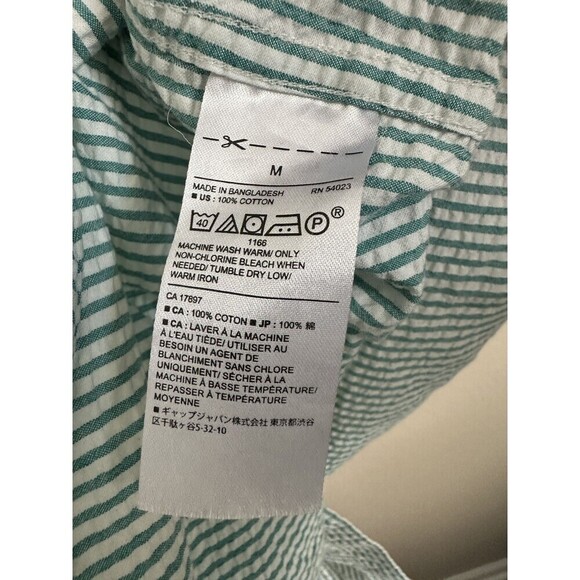 M
MADE IN BANGLADESH RN 54023
■ US : 100% COTTON
40 P ®
1166
MACHINE WASH WARM/ ONLY
NON-CHLORINE BLEACH WHEN
NEEDED/ TUMBLE DRY LOW/
WARM IRON
CA 17897
■ CA : 100% COTON ■ JP : 100% 綿
■ CA : LAVER À LA MACHINE
À L'EAU TIÈDE/ UTILISER AU
BESOIN UN AGENT DE
BLANCHIMENT SANS CHLORE
UNIQUEMENT/ SÉCHER À LA
MACHINE À BASSE TEMPÉRATURE/
REPASSER À TEMPÉRATURE
MOYENNE
■ ギャップジャパン株式会社 東京都渋谷
区千駄ヶ谷5-32-10